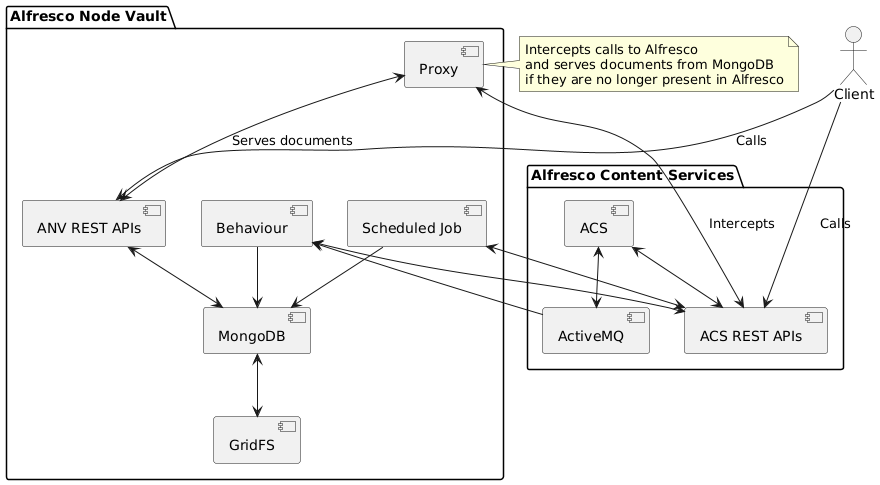 Alfresco Node Vault
Proxy
Intercepts calls to Alfresco
and serves documents from MongoDB
if they are no longer present in Alfresco
Client
Serves documents
Calls
Alfresco Content Services
ANV REST APIs
Behaviour
Scheduled Job
ACS
Intercepts
Calls
MongoDB
ActiveMQ
ACS REST APIs
GridFS